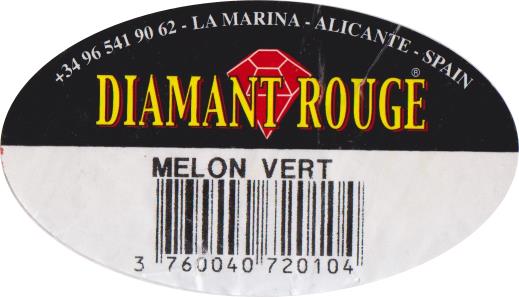 +34 96 541 90 62 - LA MARINA - ALICANTE - SPAIN
DIAMANT ROUGE®
MELON VERT
3 760040 720104